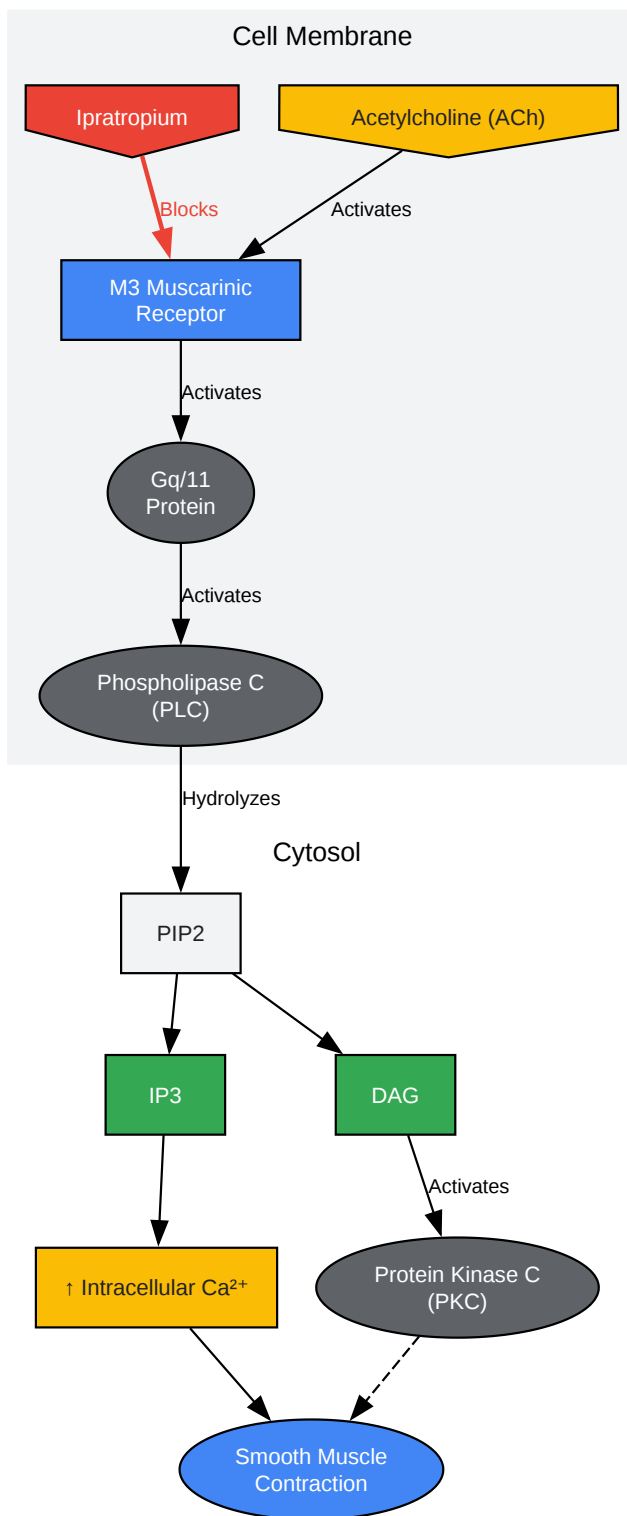 Cell Membrane
Ipratropium
Acetylcholine (ACh)
Blocks
Activates
M3 Muscarinic
Receptor
Activates
Gq/11
Protein
Activates
Phospholipase C
(PLC)
Hydrolyzes
Cytosol
PIP2
IP3
DAG
Activates
↑ Intracellular Ca²⁺
Protein Kinase C
(PKC)
Smooth Muscle
Contraction